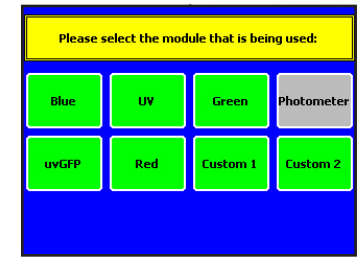 Please select the module that is being used:
Blue UV Green Photometer
uvGFP Red Custom 1 Custom 2